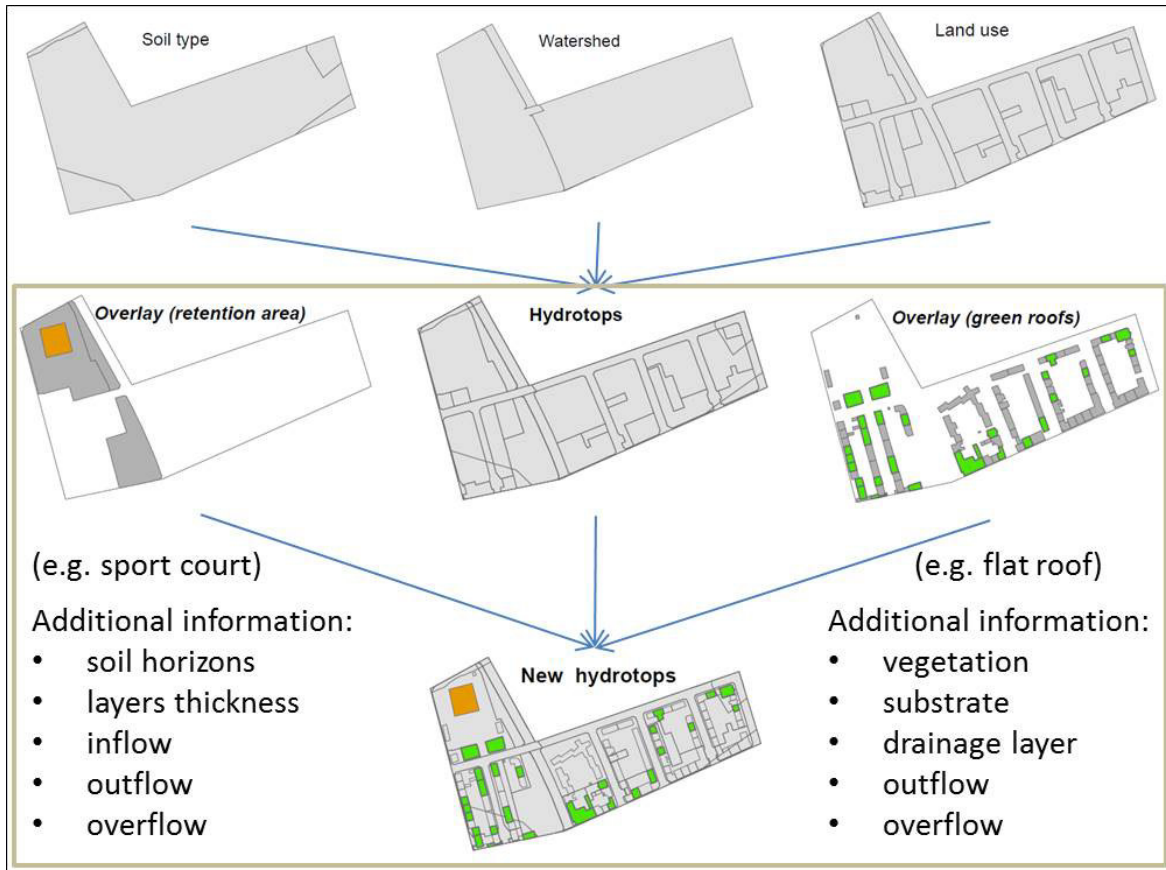 Soil type
Watershed
Land use
Overlay (retention area)
Hydrotops
Overlay (green roofs)
(e.g. sport court)
Additional information:
• soil horizons
• layers thickness
• inflow
• outflow
• overflow
New hydrotops
(e.g. flat roof)
Additional information:
• vegetation
• substrate
• drainage layer
• outflow
• overflow